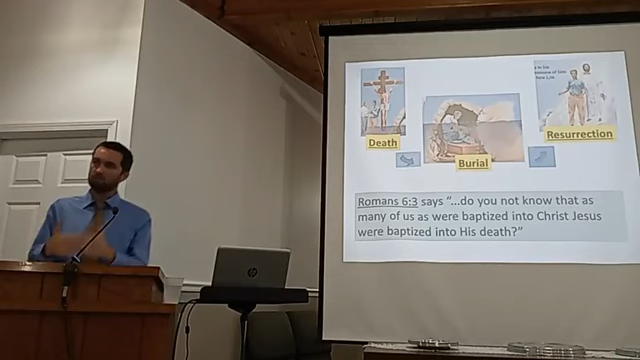 Death
Burial
Resurrection
Romans 6:3 says "...do you not know that as
many of us as were baptized into Christ Jesus
were baptized into His death?"
hp